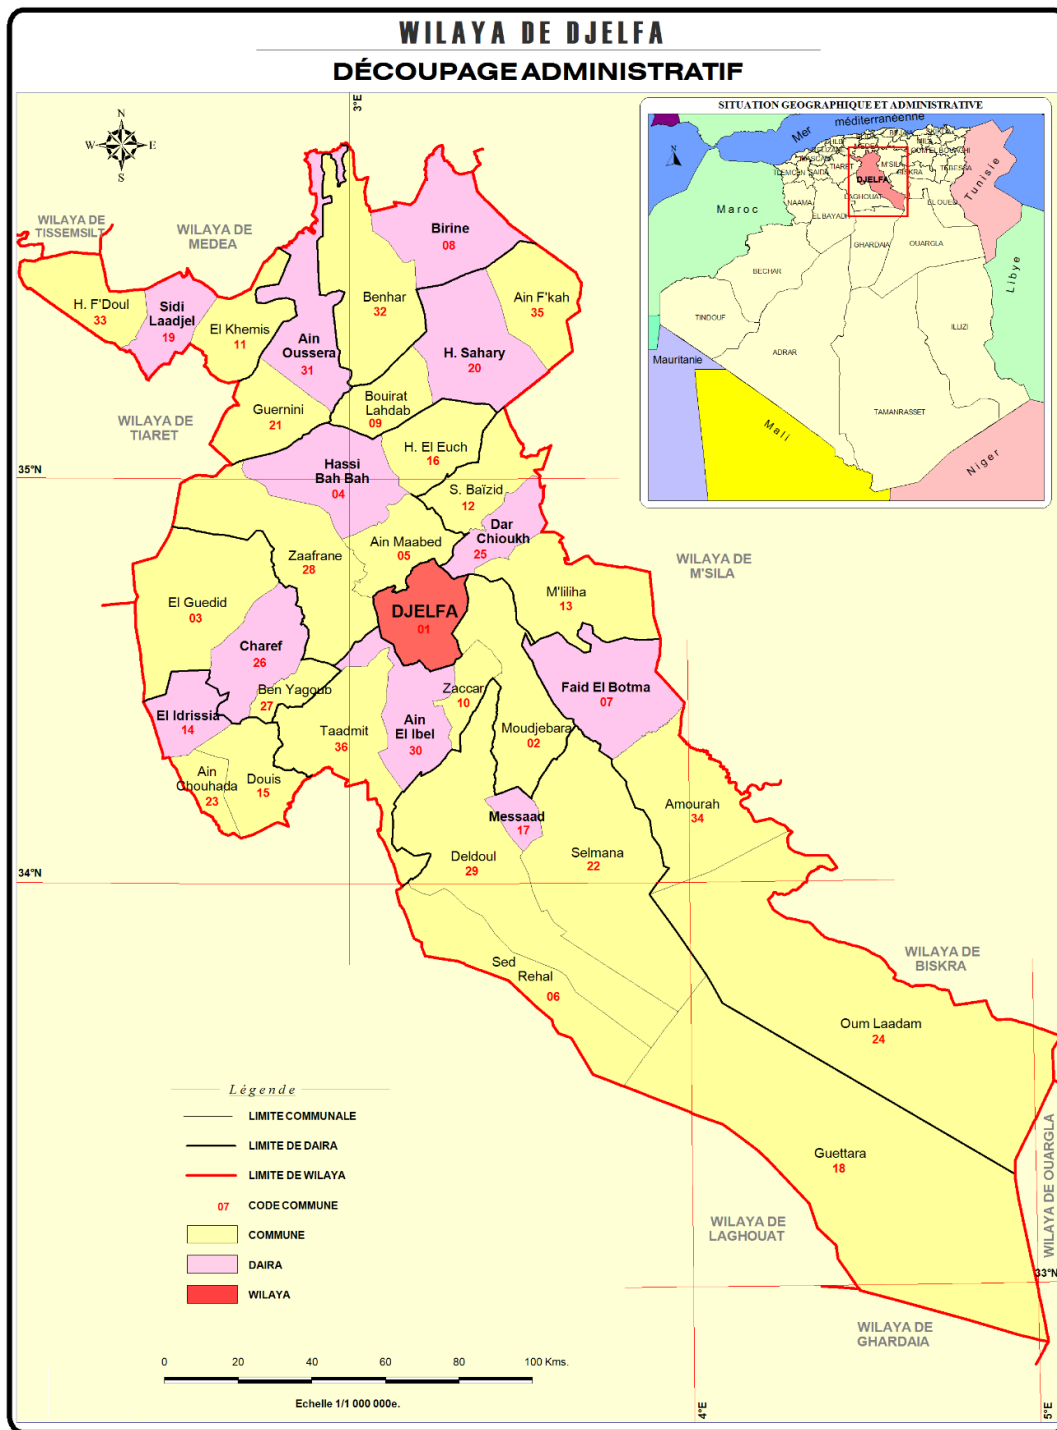 WILAYA DE DJELFA
DÉCOUPAGE ADMINISTRATIF
3°E
N
W
E
S
SITUATION GEOGRAPHIQUE ET ADMINISTRATIVE
Mer méditerranéenne
N
MEDEA
MASCARA
TIARET
M'SILA
TLEMCEN
SAIDA
DJELFA
BISKRA
TEBESSA
LAGHOUAT
NAAMA
EL BAYADH
EL OUED
GHARDAIA
OUARGLA
BECHAR
TINDOUF
ADRAR
ILLIZI
TAMANRASSET
Maroc
Tunisie
Libye
Mauritanie
Mali
Niger
WILAYA DE
TISSEMSILT
WILAYA DE
MEDEA
Birine
08
H. F'Doul
33
Sidi
Laadjel
19
El Khemis
11
Benhar
32
Ain F'kah
35
Ain
Oussera
31
H. Sahary
20
WILAYA DE
TIARET
Guernini
21
Bouirat
Lahdab
09
H. El Euch
16
35°N
Hassi
Bah Bah
04
S. Baïzid
12
Dar
Chioukh
25
Ain Maabed
05
Zaafrane
28
WILAYA DE
M'SILA
M'liliha
13
El Guedid
03
DJELFA
01
Charef
26
Ben Yagoub
27
Zaccar
10
Faid El Botma
07
El Idrissia
14
Taadmit
36
Ain
El Ibel
30
Moudjebara
02
Ain
Chouhada
23
Douis
15
Amourah
34
Messaad
17
Deldoul
29
Selmana
22
34°N
Sed
Rehal
06
WILAYA DE
BISKRA
Oum Laadam
24
Guettara
18
WILAYA DE OUARGLA
WILAYA DE
LAGHOUAT
33°N
WILAYA DE
GHARDAIA
Légende
LIMITE COMMUNALE
LIMITE DE DAIRA
LIMITE DE WILAYA
07 CODE COMMUNE
COMMUNE
DAIRA
WILAYA
0 20 40 60 80 100 Kms.
Echelle 1/1 000 000e.
4°E
5°E